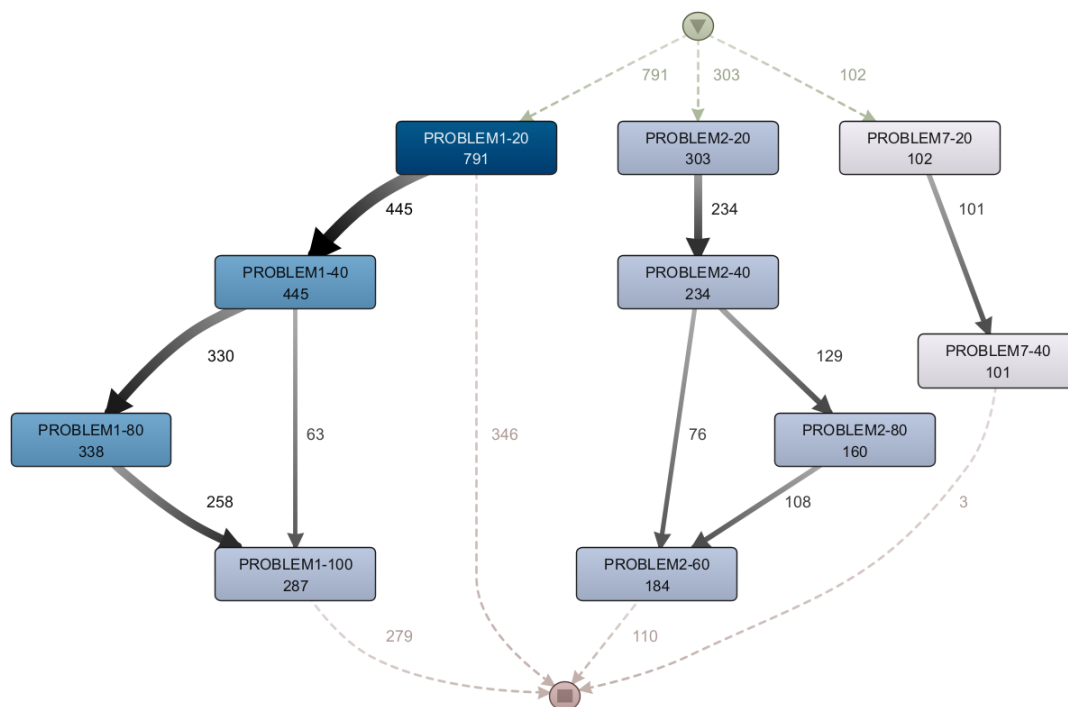 791
303
102
PROBLEM1-20
791
PROBLEM2-20
303
PROBLEM7-20
102
445
234
101
PROBLEM1-40
445
PROBLEM2-40
234
PROBLEM7-40
101
330
129
PROBLEM1-80
338
63
346
76
PROBLEM2-80
160
258
108
3
PROBLEM1-100
287
PROBLEM2-60
184
279
110